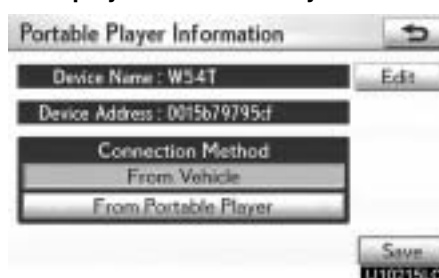 Portable Player Information
Device Name : W54T
Edit
Device Address : 0015b79795cf
Connection Method
From Vehicle
From Portable Player
Save